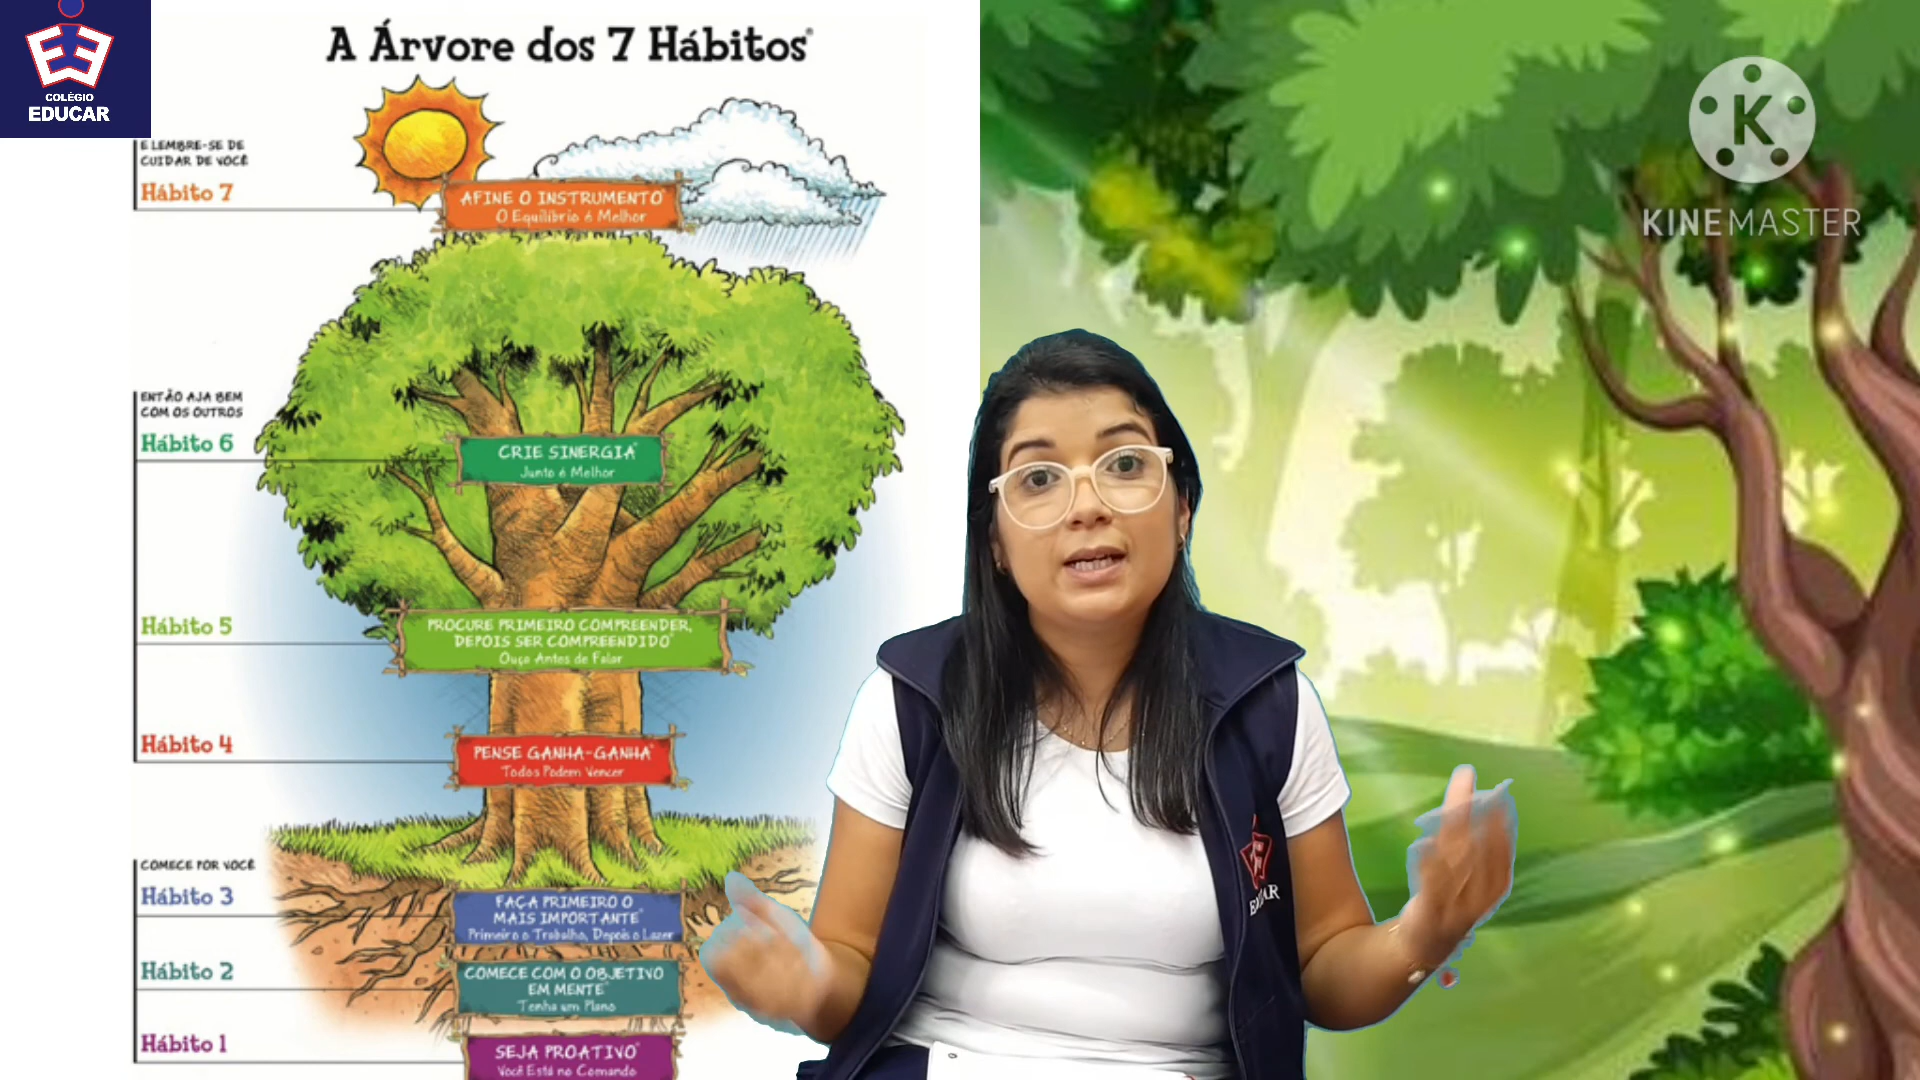 COLÉGIO
EDUCAR
A Árvore dos 7 Hábitos
E LEMBRE-SE DE
CUIDAR DE VOCÊ
Hábito 7
AFINE O INSTRUMENTO
O Equilíbrio é Melhor
KINEMASTER
ENTÃO AJA BEM
COM OS OUTROS
Hábito 6
CRIE SINERGIA
Junto é Melhor
Hábito 5
PROCURE PRIMEIRO COMPREENDER,
DEPOIS SER COMPREENDIDO
Ouça Antes de Falar
Hábito 4
PENSE GANHA-GANHA
Todos Podem Vencer
COMECE POR VOCÊ
Hábito 3
FAÇA PRIMEIRO O
MAIS IMPORTANTE
Primeiro o Trabalho, Depois o Lazer
Hábito 2
COMECE COM O OBJETIVO
EM MENTE
Tenha um Plano
Hábito 1
SEJA PROATIVO
Você Está no Comando